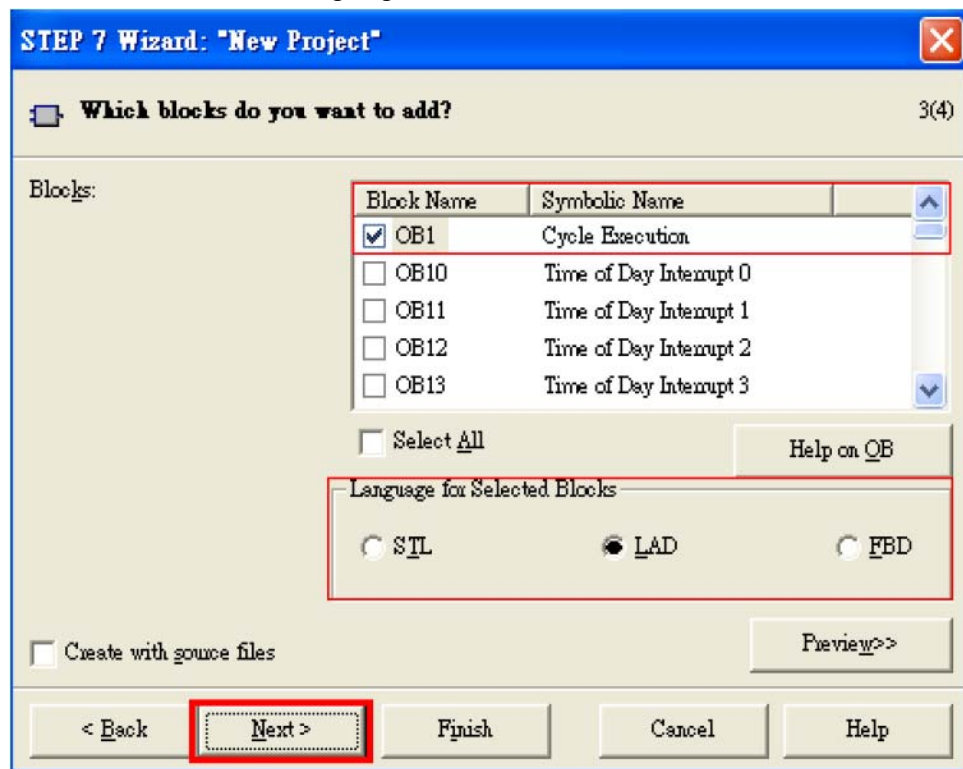 STEP 7 Wizard: "New Project"
Which blocks do you want to add?
3(4)
Blocks:
Block Name Symbolic Name
OB1 Cycle Execution
OB10 Time of Day Interrupt 0
OB11 Time of Day Interrupt 1
OB12 Time of Day Interrupt 2
OB13 Time of Day Interrupt 3
Select All
Help on OB
Language for Selected Blocks
STL LAD FBD
Create with source files
Preview>>
< Back Next > Finish Cancel Help